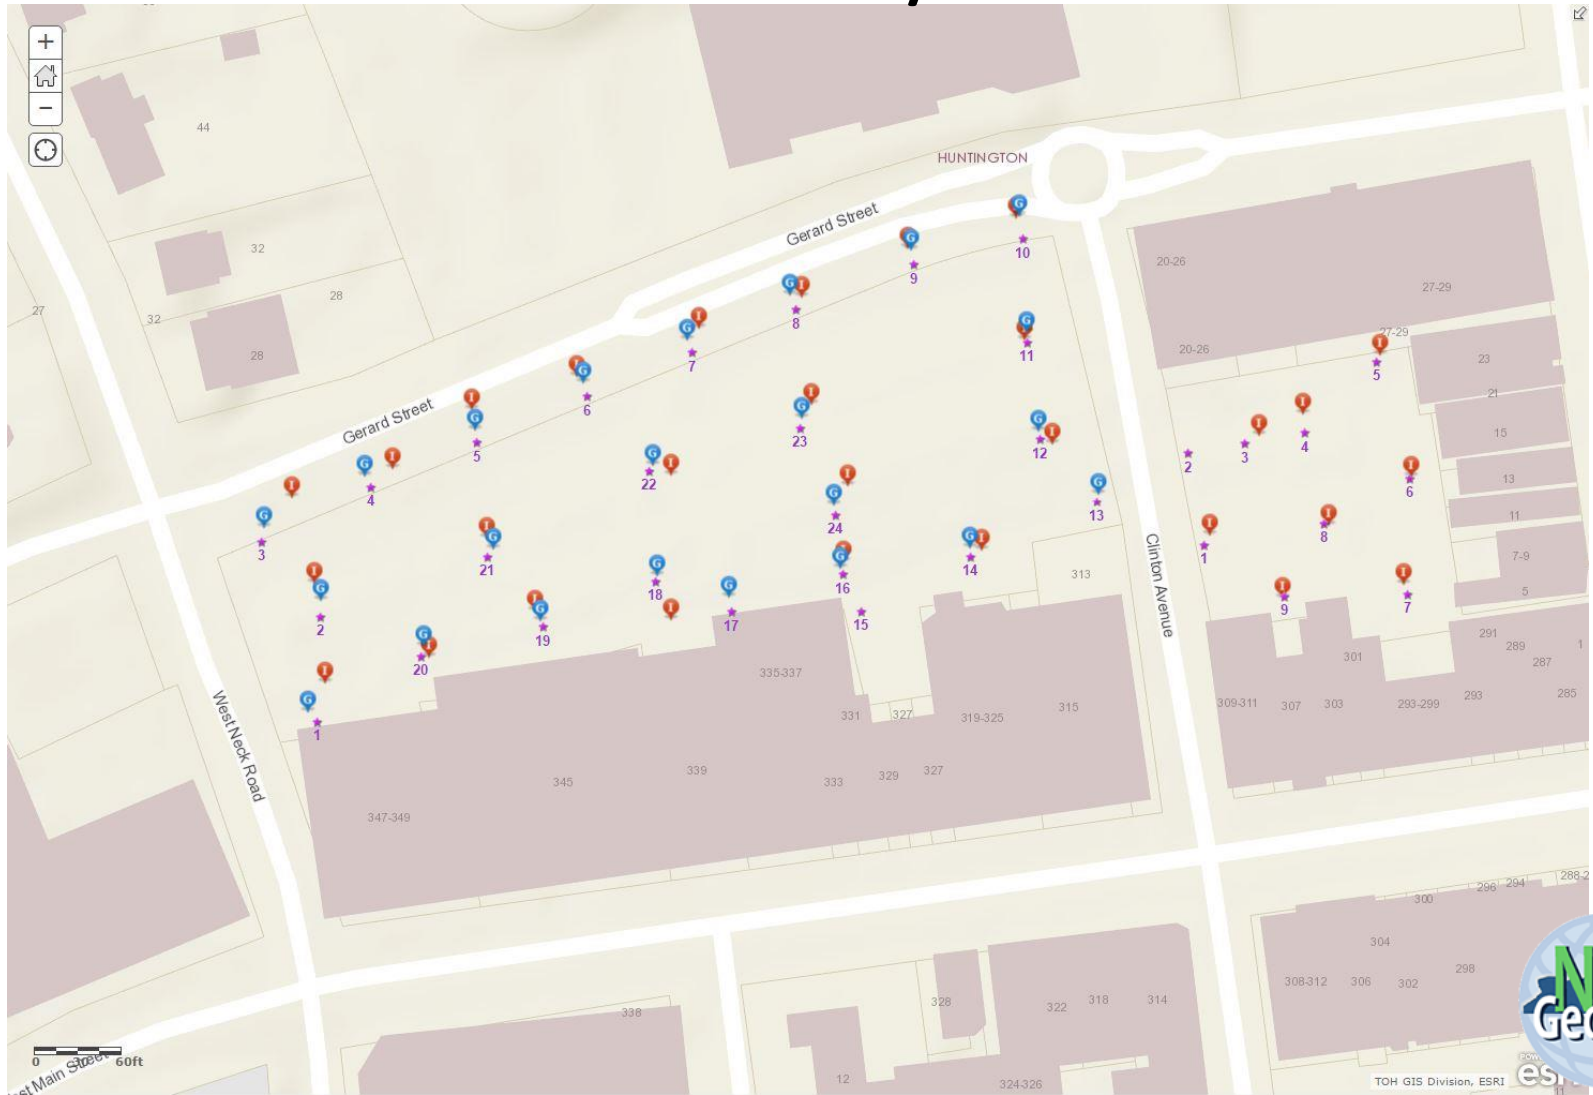 +
−
44
HUNTINGTON
Gerard Street
G
10
G
9
32
20-26
27-29
28
27
32
G I
8
I
G
7
G
I
11
27-29
20-26
I
5
23
28
I
G
6
I
G
23
21
I
G
5
Gerard Street
I
4
I
3
G
I
12
15
2
I
G
4
G
I
22
I
6
13
I
G
24
G
13
I
G
3
11
I
8
I
1
I
G
21
G I
14
Clinton Avenue
7-9
I
G
16
313
I
G
2
G
18
I
G
17
15
I
9
I
7
5
I
G
19
G
I
20
291
289
1
287
301
I
G
1
335-337
285
293
309-311
307
303
293-299
331
327
319-325
315
West Neck Road
345
339
333
329
327
347-349
288-2
294
296
300
304
308-312
306
302
298
338
328
322
318
314
0 30 60ft
12
324-326
TOH GIS Division, ESRI
11